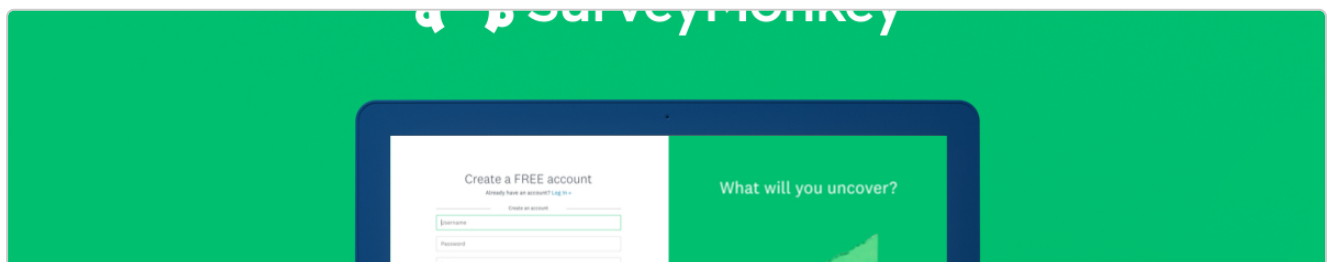 SurveyMonkey
Create a FREE account
Already have an account? Log in »
Create an account
Username
Password
What will you uncover?